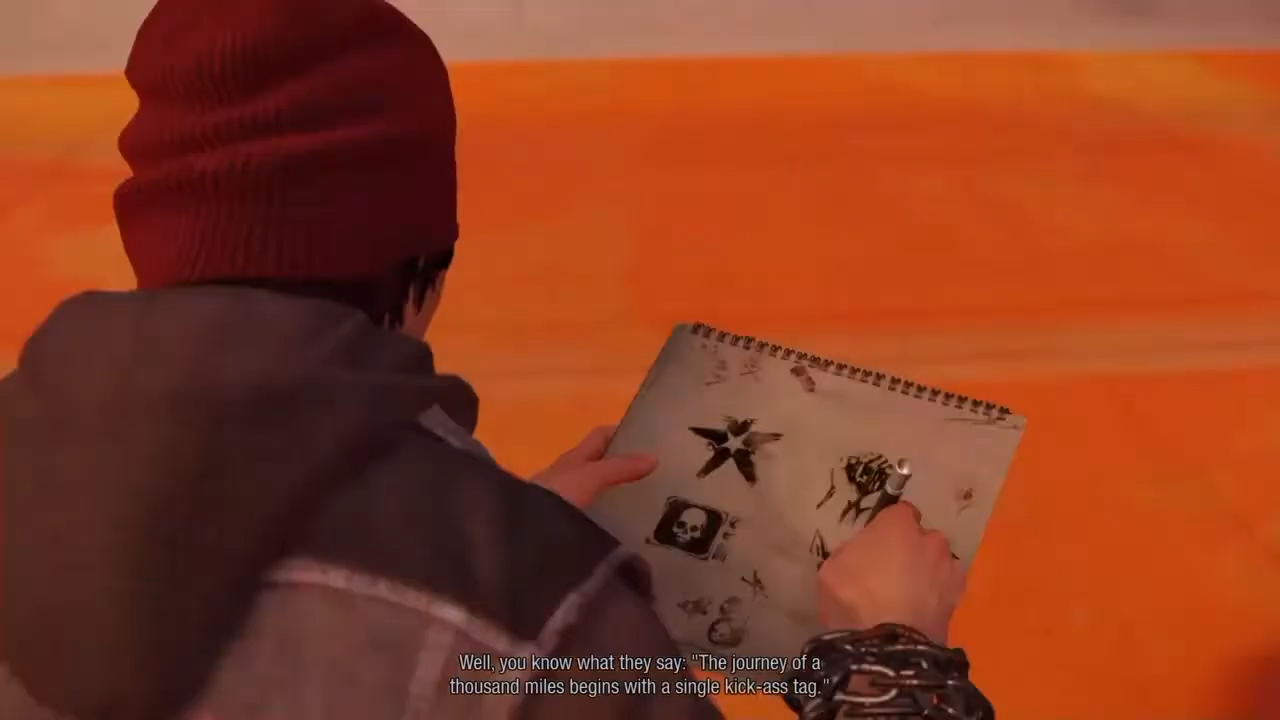 Well, you know what they say: "The journey of a
thousand miles begins with a single kick-ass tag."